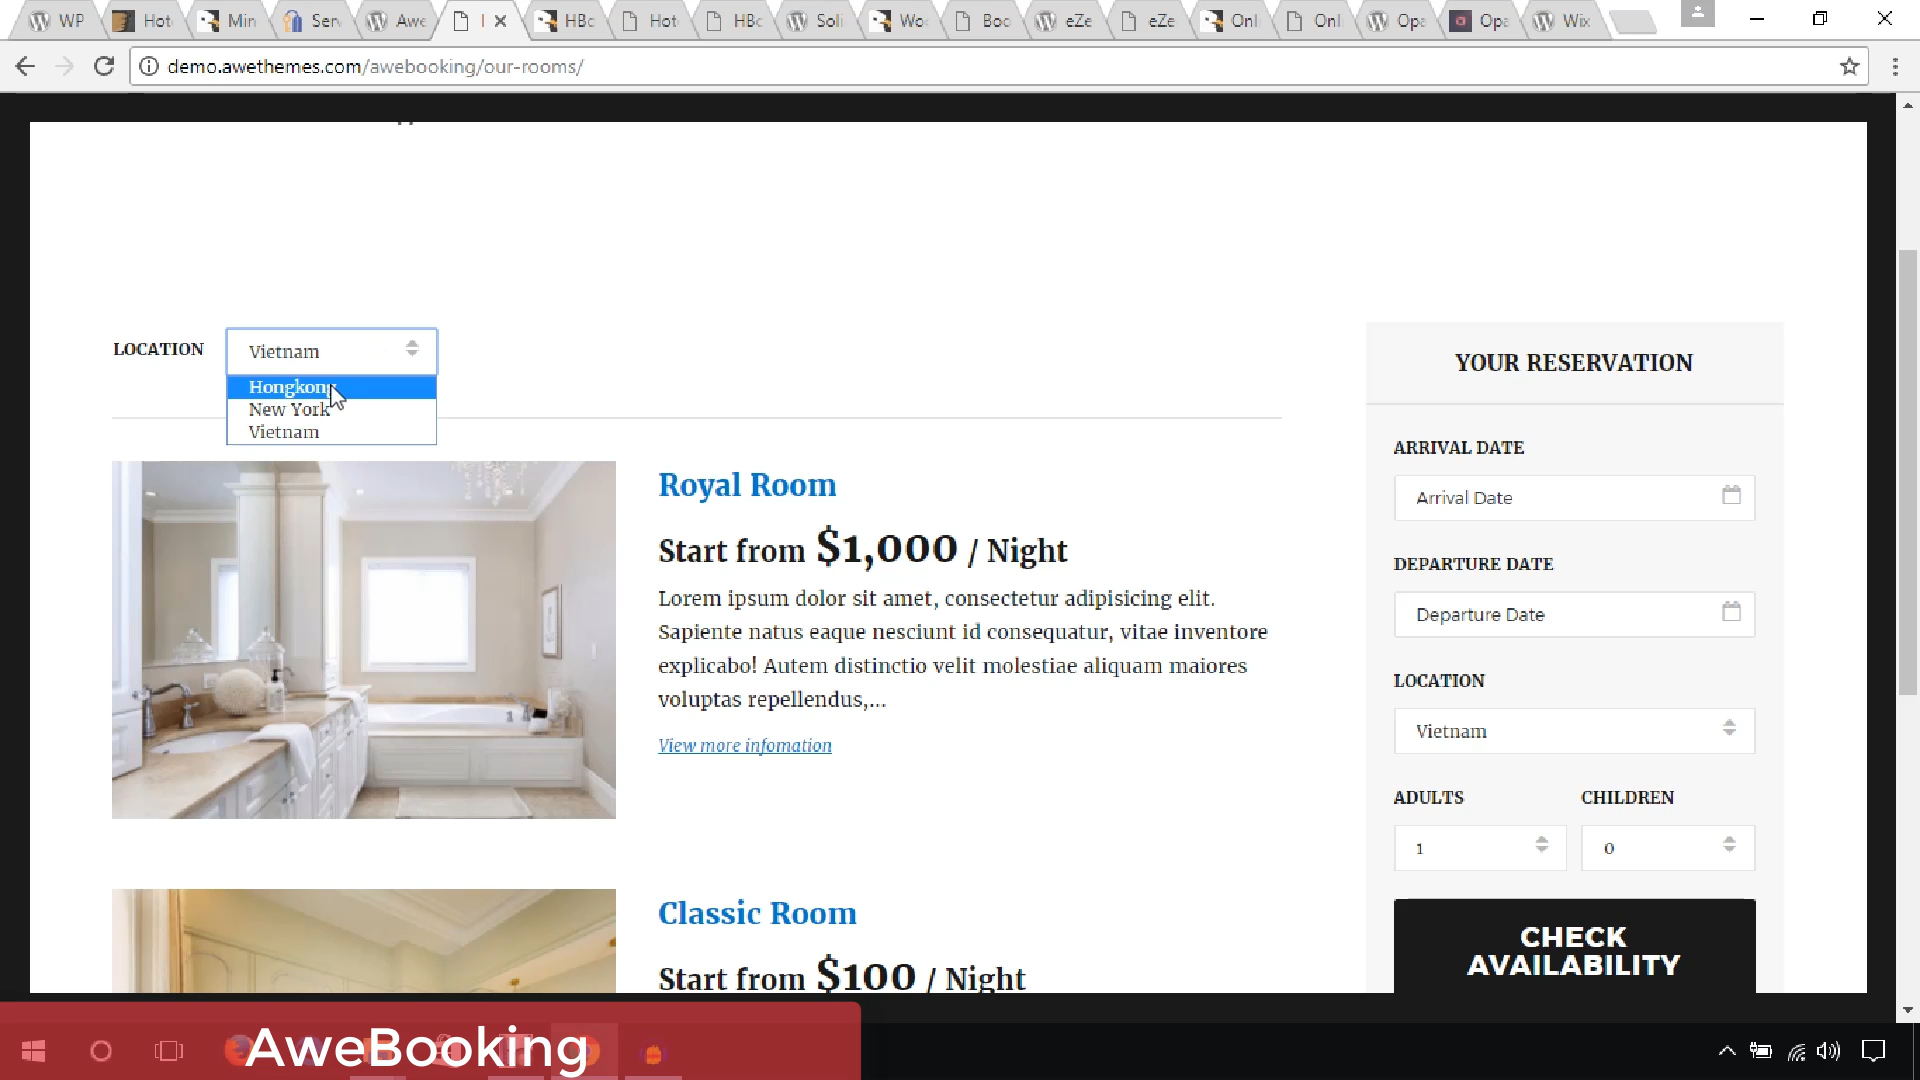 WP
Hot
Min
Ser
Awe
HBc
Hot
HBc
Soli
Wo
Boo
eZe
eZe
Onl
Onl
Opa
Opa
Wix
demo.awethemes.com/awebooking/our-rooms/
LOCATION
Vietnam
Hongkong
New York
Vietnam
Royal Room
Start from $1,000 / Night
Lorem ipsum dolor sit amet, consectetur adipisicing elit.
Sapiente natus eaque nesciunt id consequatur, vitae inventore
explicabo! Autem distinctio velit molestiae aliquam maiores
voluptas repellendus,...
View more infomation
Classic Room
Start from $100 / Night
YOUR RESERVATION
ARRIVAL DATE
Arrival Date
DEPARTURE DATE
Departure Date
LOCATION
Vietnam
ADULTS CHILDREN
1 0
CHECK
AVAILABILITY
AweBooking